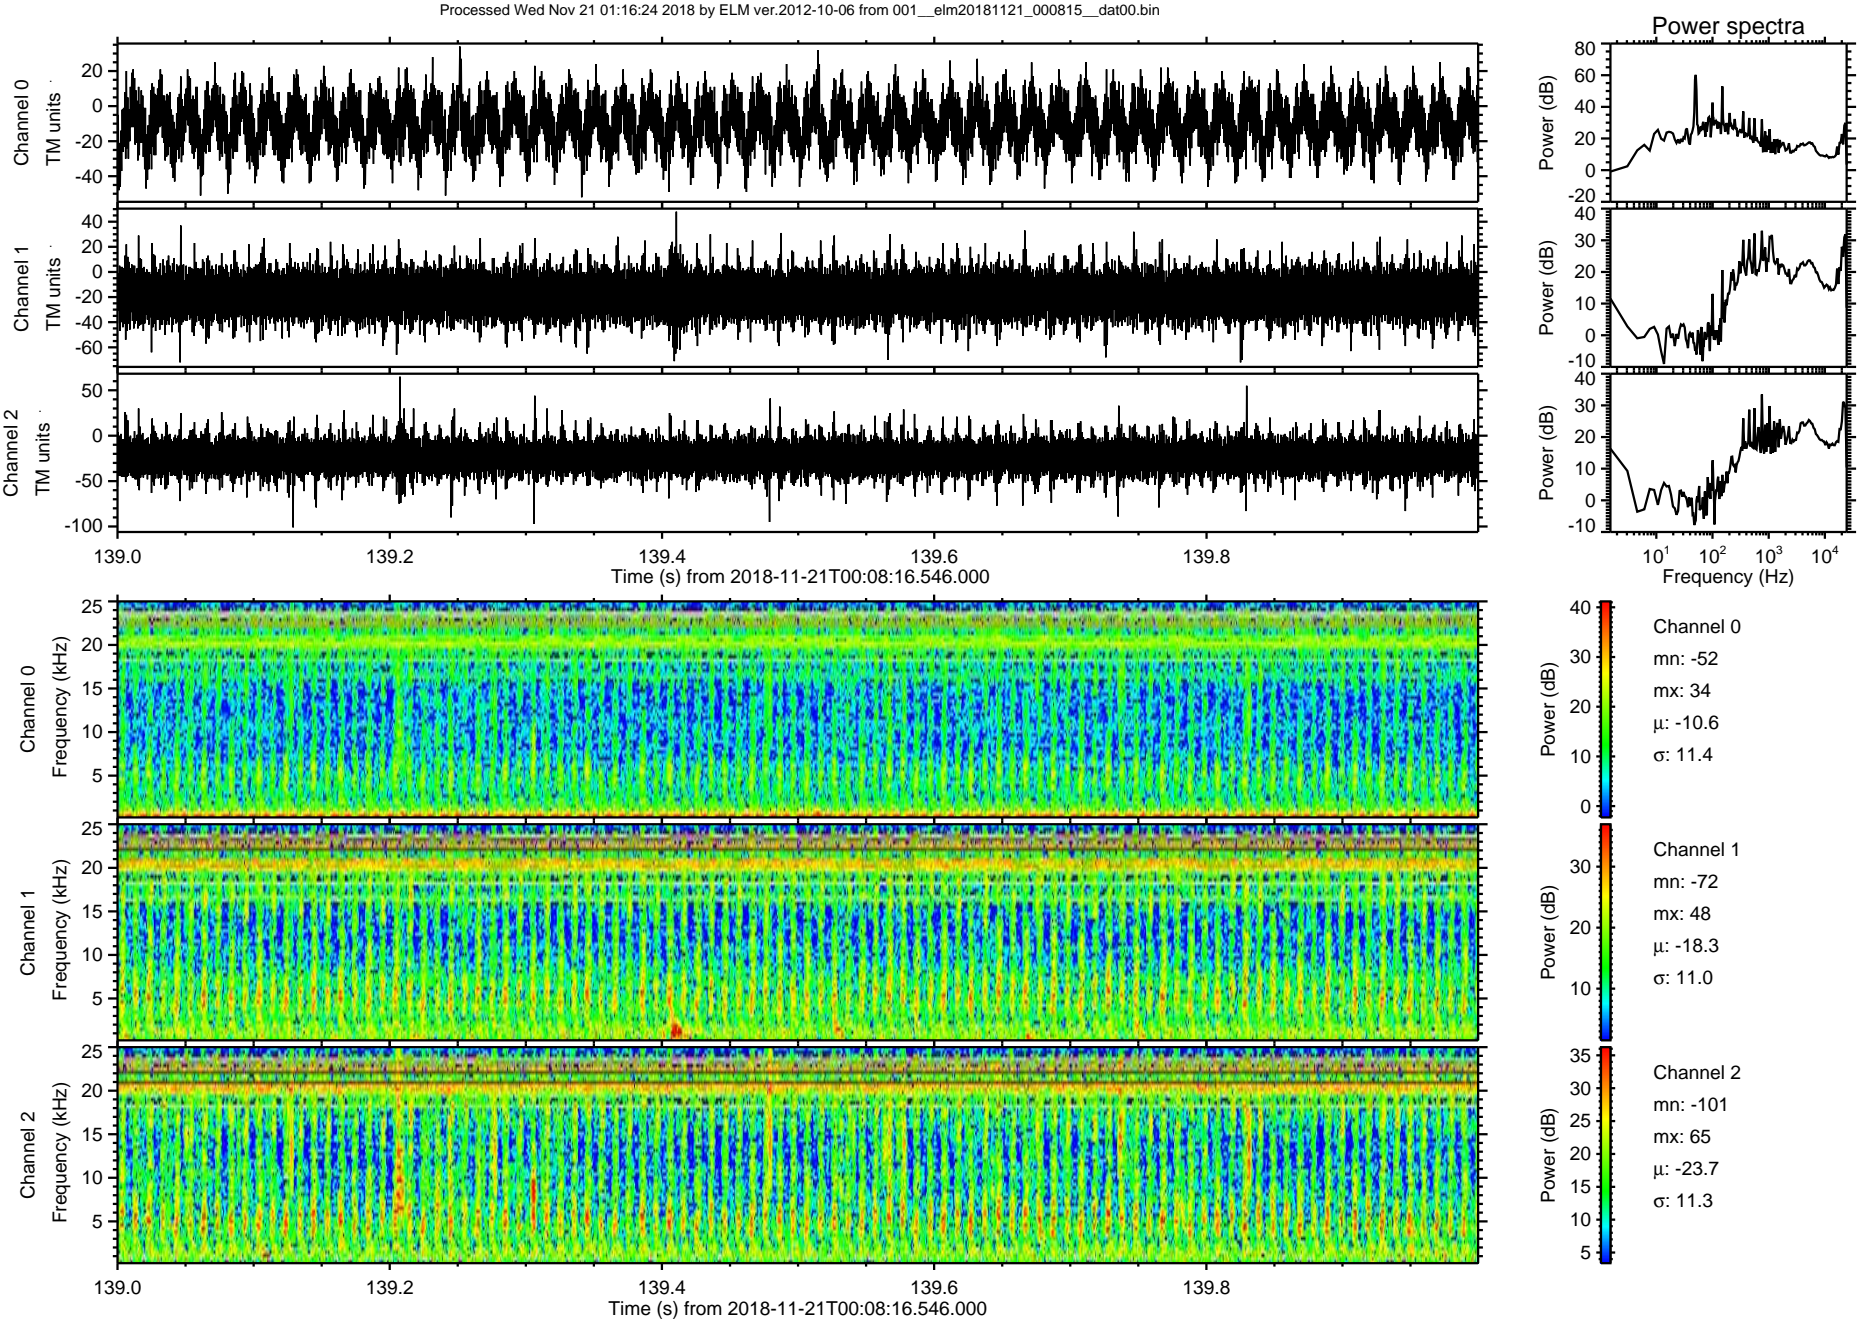 Processed Wed Nov 21 01:16:24 2018 by ELM ver.2012-10-06 from 001__elm20181121_000815__dat00.bin
Power spectra
Channel 0
TM units
20
0
-20
-40
Power (dB)
80
60
40
20
0
-20
Channel 1
TM units
40
20
0
-20
-40
-60
Power (dB)
40
30
20
10
0
-10
Channel 2
TM units
50
0
-50
-100
Power (dB)
40
30
20
10
0
-10
139.0 139.2 139.4 139.6 139.8
Time (s) from 2018-11-21T00:08:16.546.000
10¹ 10² 10³ 10⁴
Frequency (Hz)
Channel 0
Frequency (kHz)
25
20
15
10
5
Power (dB)
40
30
20
10
0
Channel 0
mn: -52
mx: 34
μ: -10.6
σ: 11.4
Channel 1
Frequency (kHz)
25
20
15
10
5
Power (dB)
30
20
10
Channel 1
mn: -72
mx: 48
μ: -18.3
σ: 11.0
Channel 2
Frequency (kHz)
25
20
15
10
5
Power (dB)
35
30
25
20
15
10
5
Channel 2
mn: -101
mx: 65
μ: -23.7
σ: 11.3
139.0 139.2 139.4 139.6 139.8
Time (s) from 2018-11-21T00:08:16.546.000